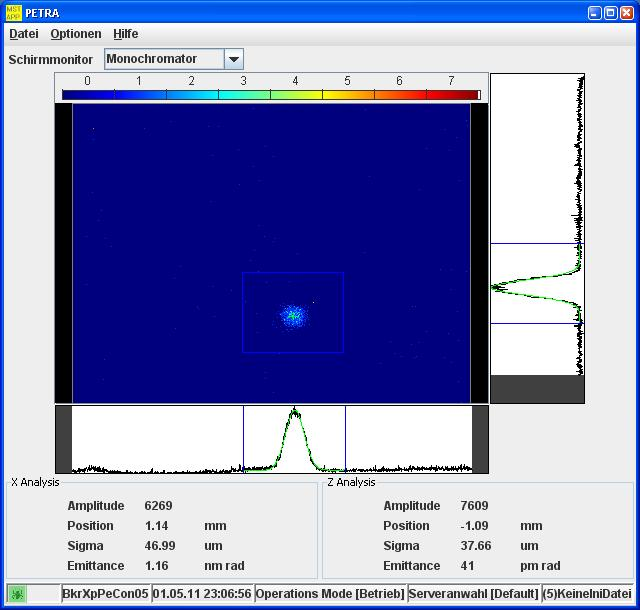 MST
APP
PETRA
Datei Optionen Hilfe
Schirmmonitor Monochromator
0 1 2 3 4 5 6 7
X Analysis
Amplitude 6269
Position 1.14 mm
Sigma 46.99 um
Emittance 1.16 nm rad
Z Analysis
Amplitude 7609
Position -1.09 mm
Sigma 37.66 um
Emittance 41 pm rad
BkrXpPeCon05 01.05.11 23:06:56 Operations Mode [Betrieb] Serveranwahl [Default] (5)KeineIniDatei